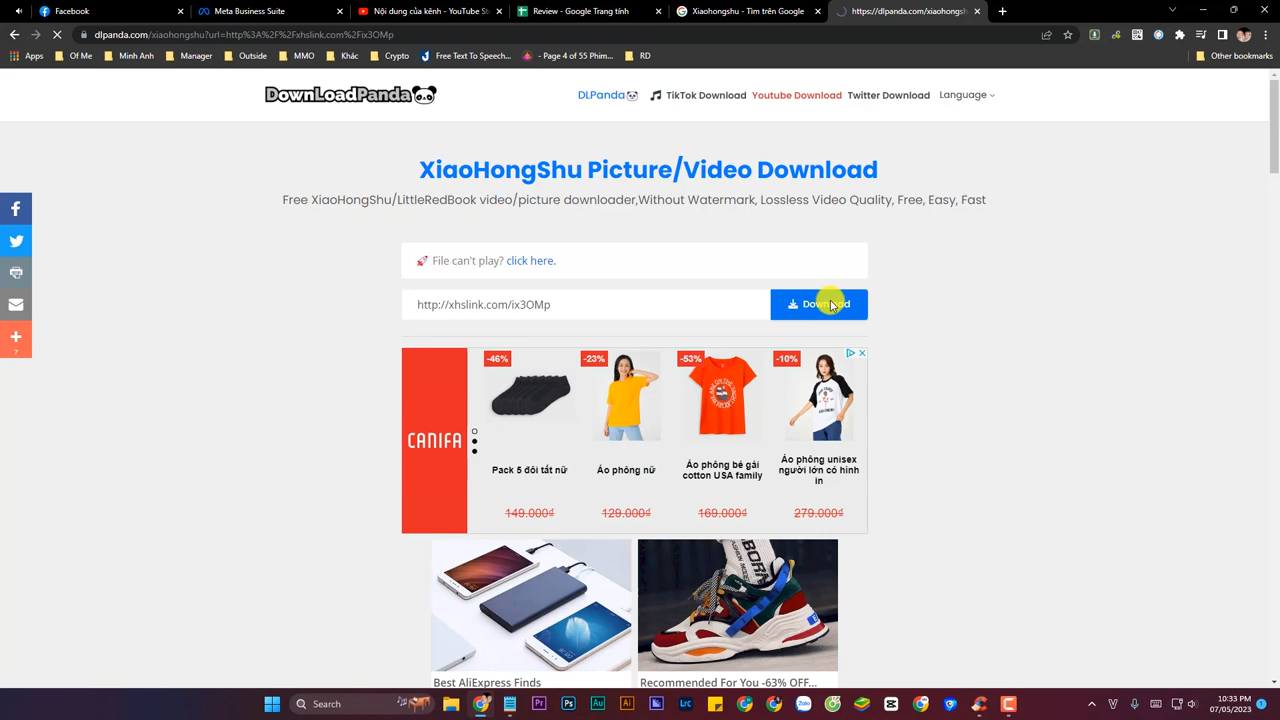 Facebook
Meta Business Suite
Nội dung của kênh - YouTube St
Xiaohongshu - Tìm trên Google
https://dlpanda.com/xiaohongsh
dlpanda.com/xiaohongshu?url=http%3A%2F%2Fxhslink.com%2Fix3OMp
Apps
Of Me
Minh Anh
Manager
Outside
MMO
Khác
Free Text To Speech...
- Page 4 of 75 Phim...
RD
Other bookmarks
DownLoadPanda
DLPanda
TikTok Download
Youtube Download
Twitter Download
Language
XiaoHongShu Picture/Video Download
Free XiaoHongShu/LittleRedBook video/picture downloader,Without Watermark, Lossless Video Quality, Free, Easy, Fast
File can't play? click here.
http://xhslink.com/ix3OMp
Download
7
-46%
-23%
-53%
-10%
CANIFA
Pack 5 đôi tất nữ
Áo phông nữ
Áo phông bé gái
cotton USA family
Áo phông unisex
người lớn có hình
in
149.000₫
129.000₫
169.000₫
279.000₫
Best AliExpress Finds
Recommended For You -63% OFF...
Search
10:33 PM
07/05/2023